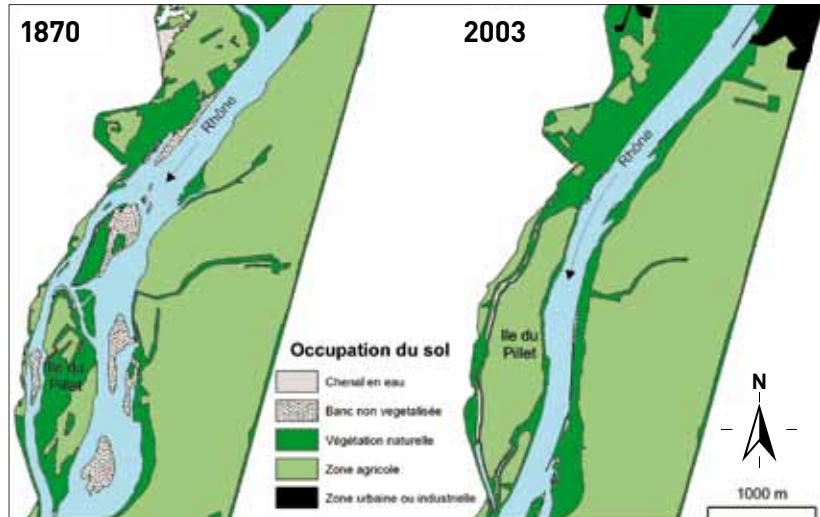 1870
2003
Rhône
Rhône
Ile du
Pillet
Ile du
Pillet
Occupation du sol
Chenal en eau
Banc non vegetalisée
Végétation naturelle
Zone agricole
Zone urbaine ou industrielle
N
1000 m